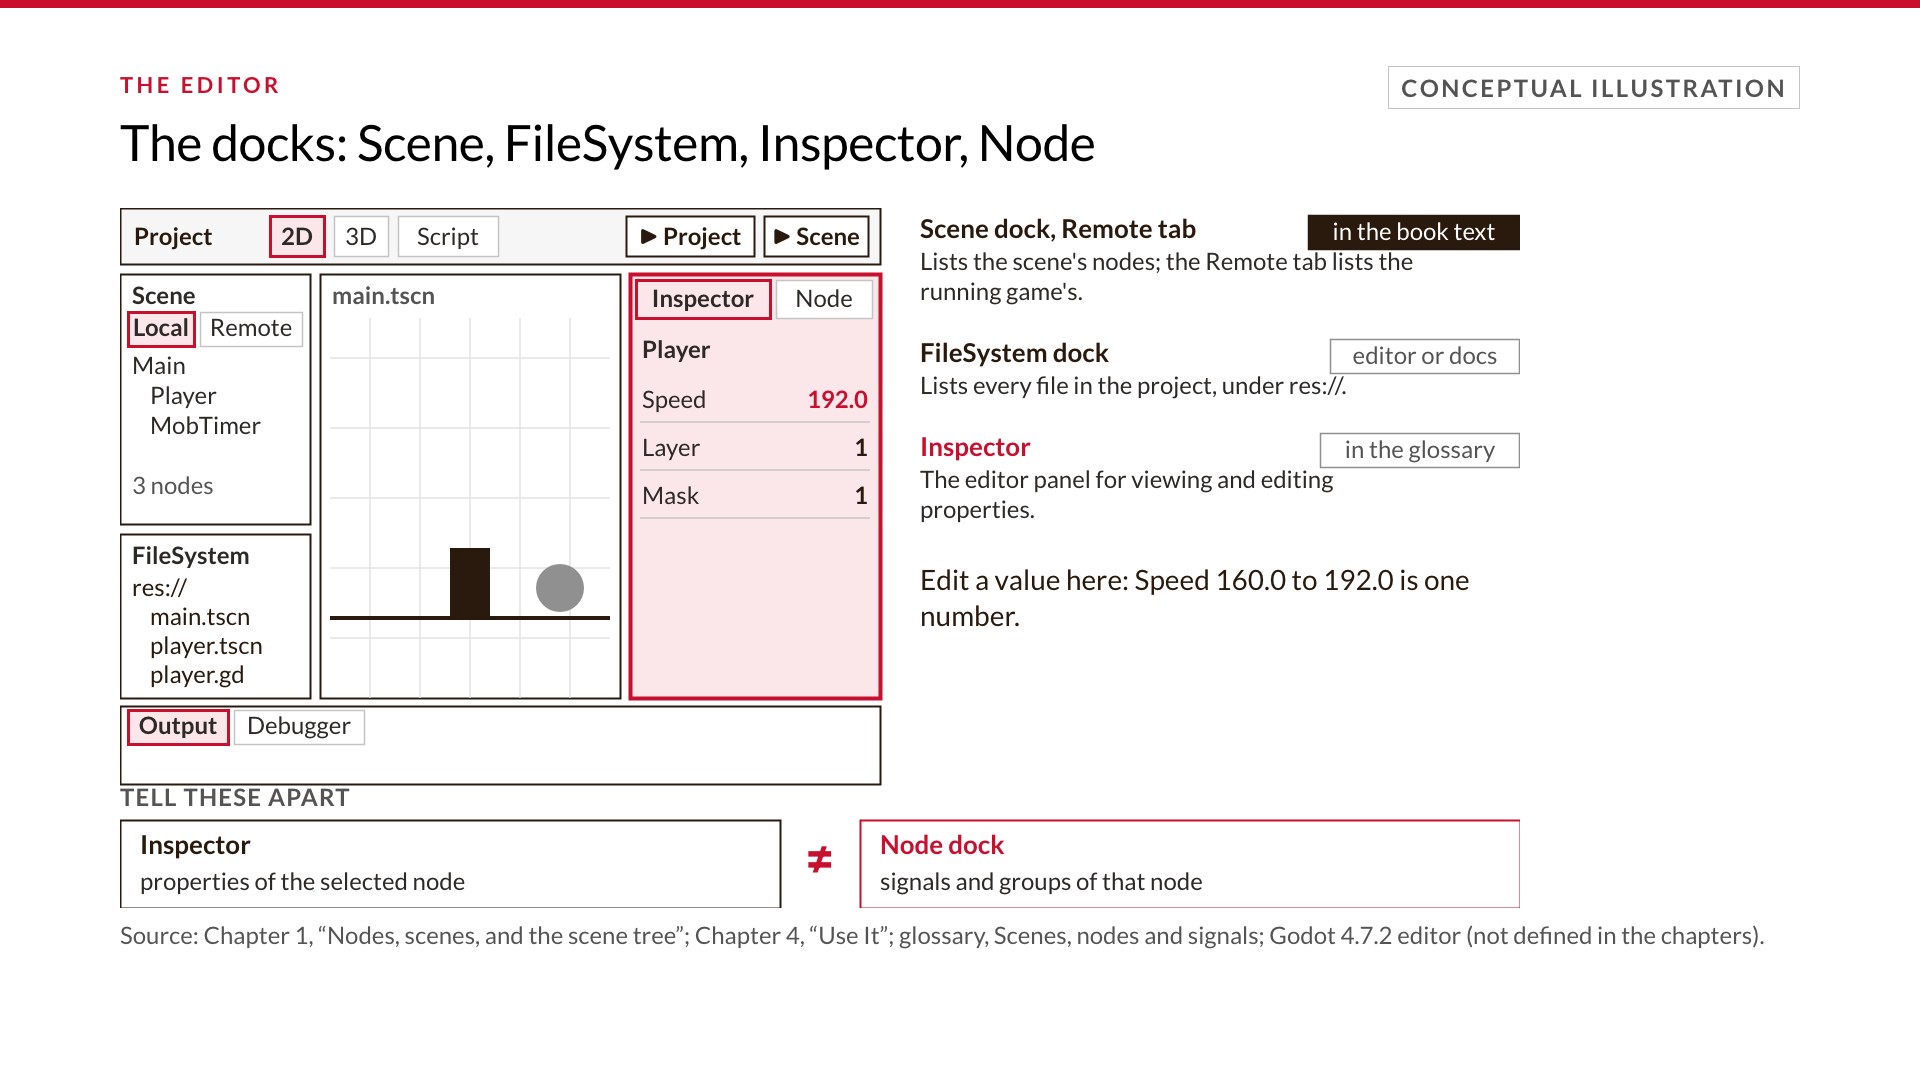 THE EDITOR
CONCEPTUAL ILLUSTRATION
The docks: Scene, FileSystem, Inspector, Node
Project
2D
3D
Script
▶ Project
▶ Scene
Scene
Local
Remote
Main
Player
MobTimer
3 nodes
FileSystem
res://
main.tscn
player.tscn
player.gd
main.tscn
Inspector
Node
Player
Speed 192.0
Layer 1
Mask 1
Output
Debugger
Scene dock, Remote tab
in the book text
Lists the scene's nodes; the Remote tab lists the
running game's.
FileSystem dock
editor or docs
Lists every file in the project, under res://.
Inspector
in the glossary
The editor panel for viewing and editing
properties.
Edit a value here: Speed 160.0 to 192.0 is one
number.
TELL THESE APART
Inspector
properties of the selected node
≠
Node dock
signals and groups of that node
Source: Chapter 1, “Nodes, scenes, and the scene tree”; Chapter 4, “Use It”; glossary, Scenes, nodes and signals; Godot 4.7.2 editor (not defined in the chapters).